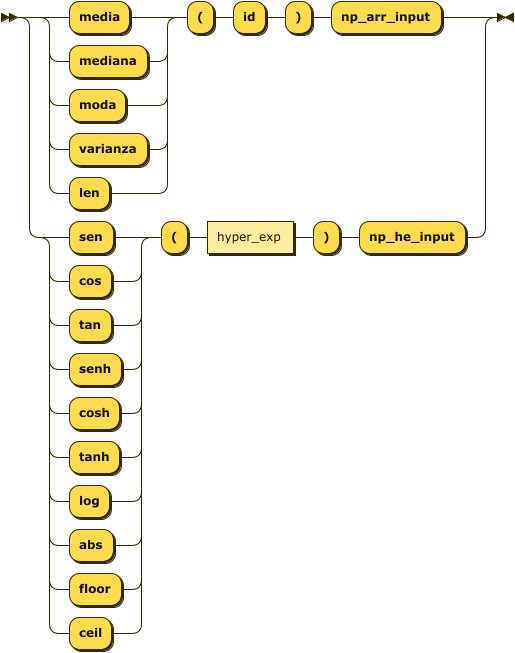 media ( id ) np_arr_input
mediana
moda
varianza
len
sen ( hyper_exp ) np_he_input
cos
tan
senh
cosh
tanh
log
abs
floor
ceil